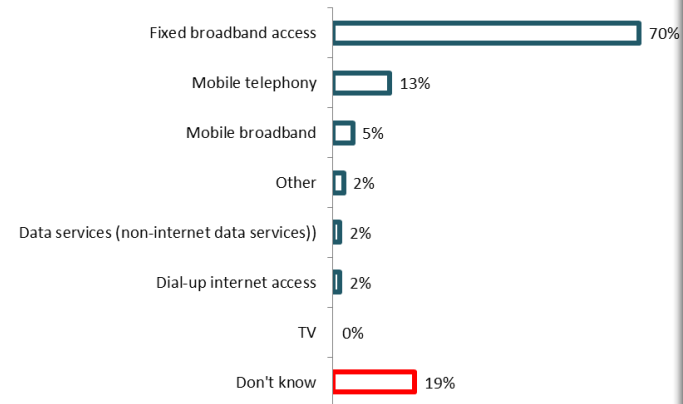 Fixed broadband access 70%
Mobile telephony 13%
Mobile broadband 5%
Other 2%
Data services (non-internet data services)) 2%
Dial-up internet access 2%
TV 0%
Don't know 19%